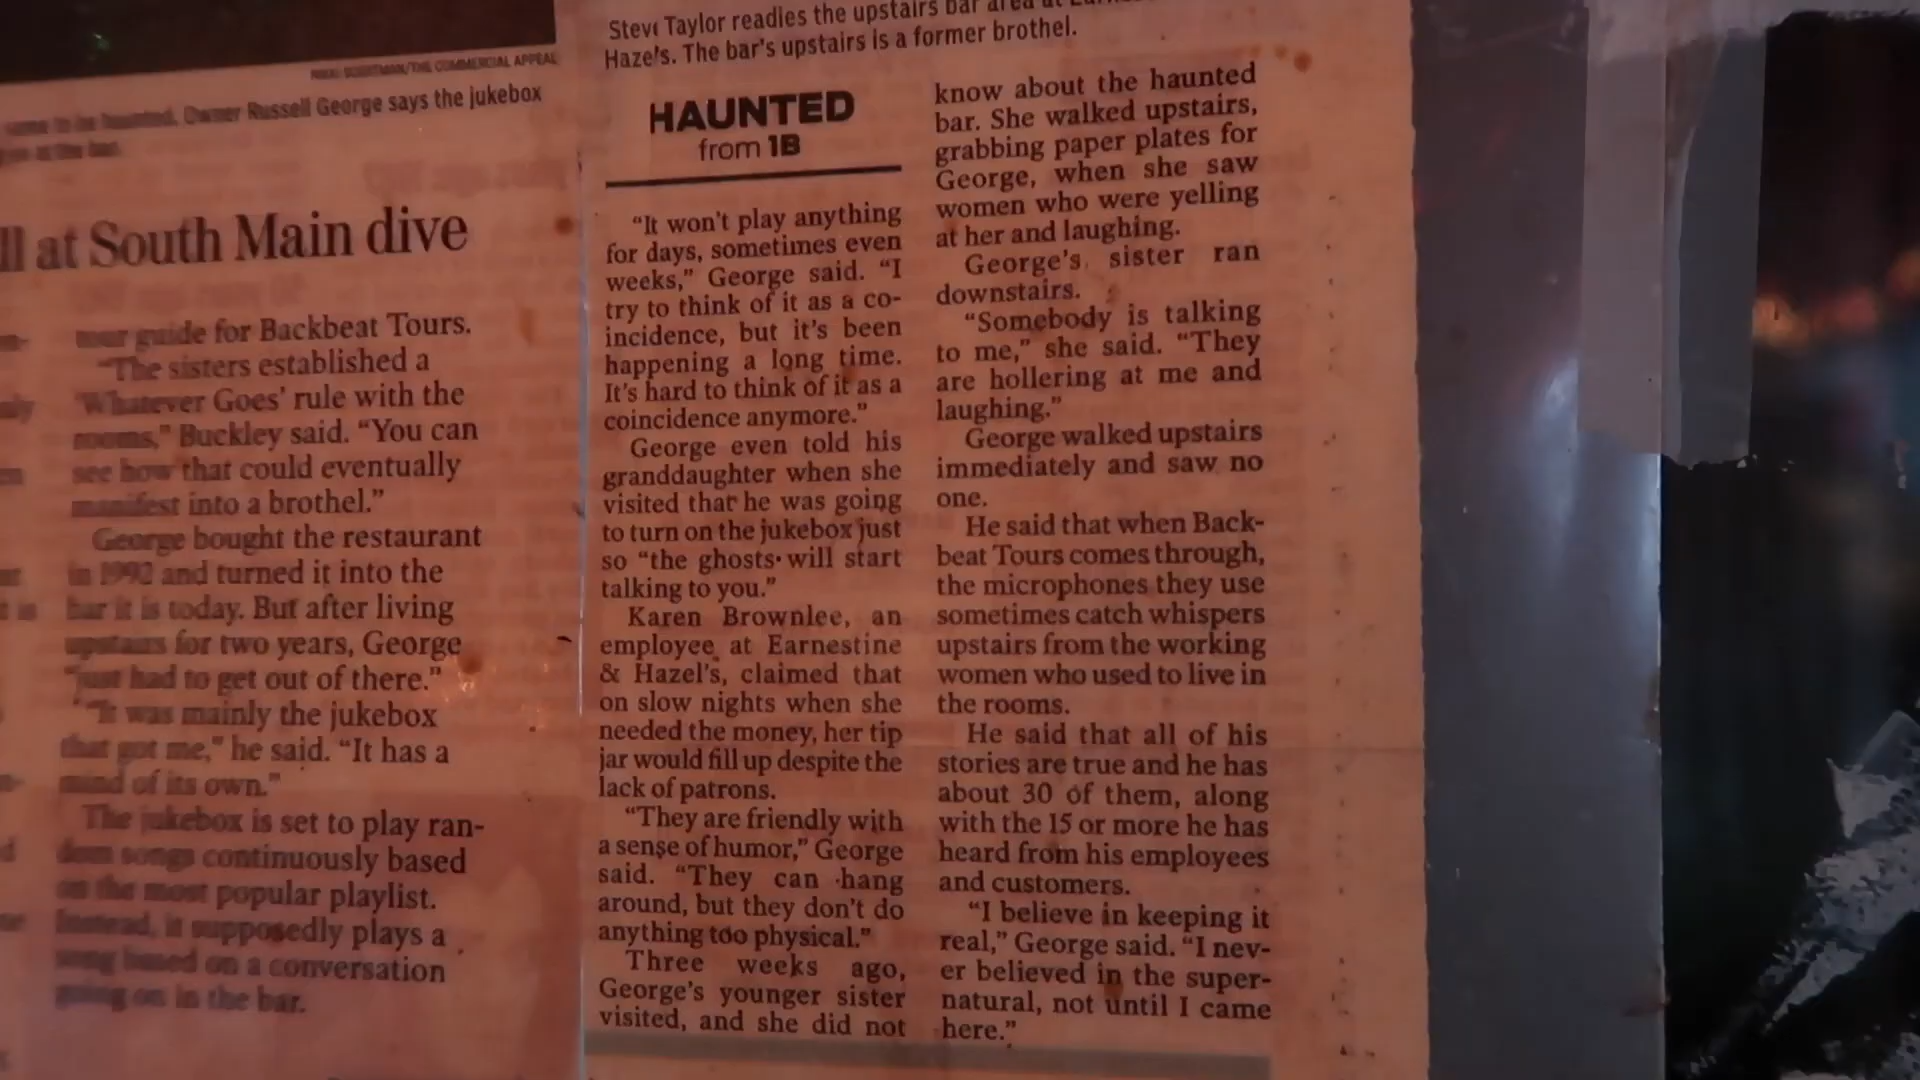 THE COMMERCIAL APPEAL
to be haunted. Owner Russell George says the jukebox
at the bar.
ll at South Main dive
tour guide for Backbeat Tours.
“The sisters established a
‘Whatever Goes’ rule with the
rooms,” Buckley said. “You can
see how that could eventually
manifest into a brothel.”
George bought the restaurant
in 1992 and turned it into the
bar it is today. But after living
upstairs for two years, George
“just had to get out of there.”
“It was mainly the jukebox
that got me,” he said. “It has a
mind of its own.”
The jukebox is set to play ran-
dom songs continuously based
on the most popular playlist.
Instead, it supposedly plays a
song based on a conversation
going on in the bar.
Steve Taylor readies the upstairs bar area at
Hazel's. The bar's upstairs is a former brothel.
HAUNTED
from 1B
“It won't play anything
for days, sometimes even
weeks,” George said. “I
try to think of it as a co-
incidence, but it's been
happening a long time.
It's hard to think of it as a
coincidence anymore.”
George even told his
granddaughter when she
visited that he was going
to turn on the jukebox just
so “the ghosts will start
talking to you.”
Karen Brownlee, an
employee at Earnestine
& Hazel's, claimed that
on slow nights when she
needed the money, her tip
jar would fill up despite the
lack of patrons.
“They are friendly with
a sense of humor,” George
said. “They can hang
around, but they don't do
anything too physical.”
Three weeks ago,
George's younger sister
visited, and she did not
know about the haunted
bar. She walked upstairs,
grabbing paper plates for
George, when she saw
women who were yelling
at her and laughing.
George's sister ran
downstairs.
“Somebody is talking
to me,” she said. “They
are hollering at me and
laughing.”
George walked upstairs
immediately and saw no
one.
He said that when Back-
beat Tours comes through,
the microphones they use
sometimes catch whispers
upstairs from the working
women who used to live in
the rooms.
He said that all of his
stories are true and he has
about 30 of them, along
with the 15 or more he has
heard from his employees
and customers.
“I believe in keeping it
real,” George said. “I nev-
er believed in the super-
natural, not until I came
here.”